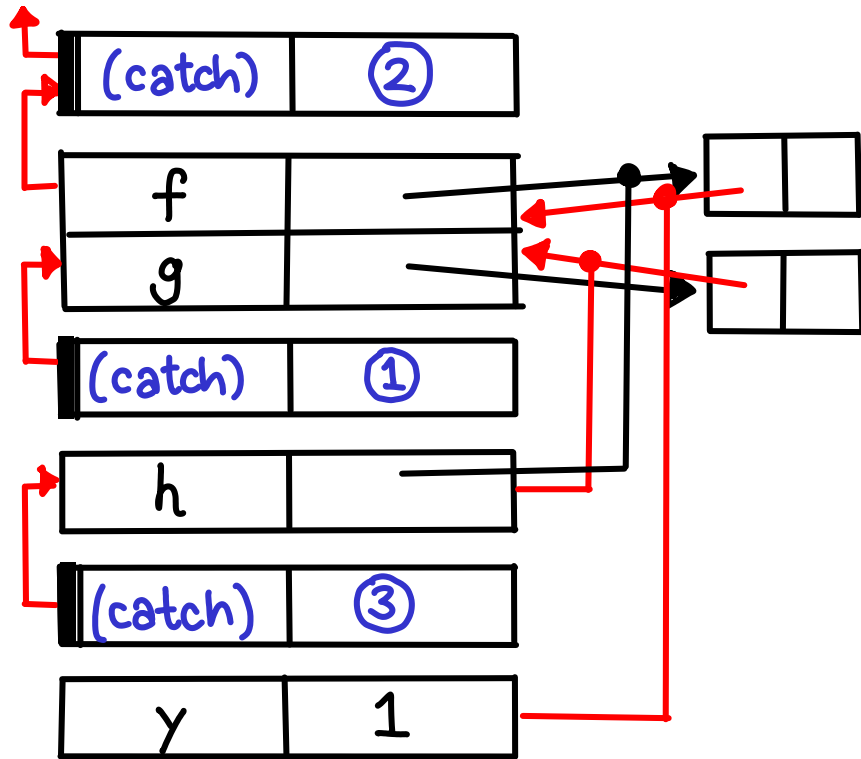 (catch) ②
f
g
(catch) ①
h
(catch) ③
y 1